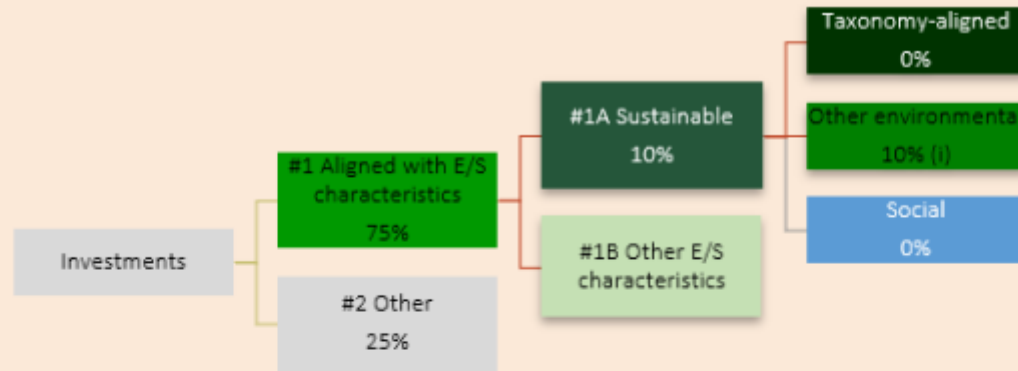 Investments
#1 Aligned with E/S
characteristics
75%
#2 Other
25%
#1A Sustainable
10%
#1B Other E/S
characteristics
Taxonomy-aligned
0%
Other environmenta
10% (i)
Social
0%